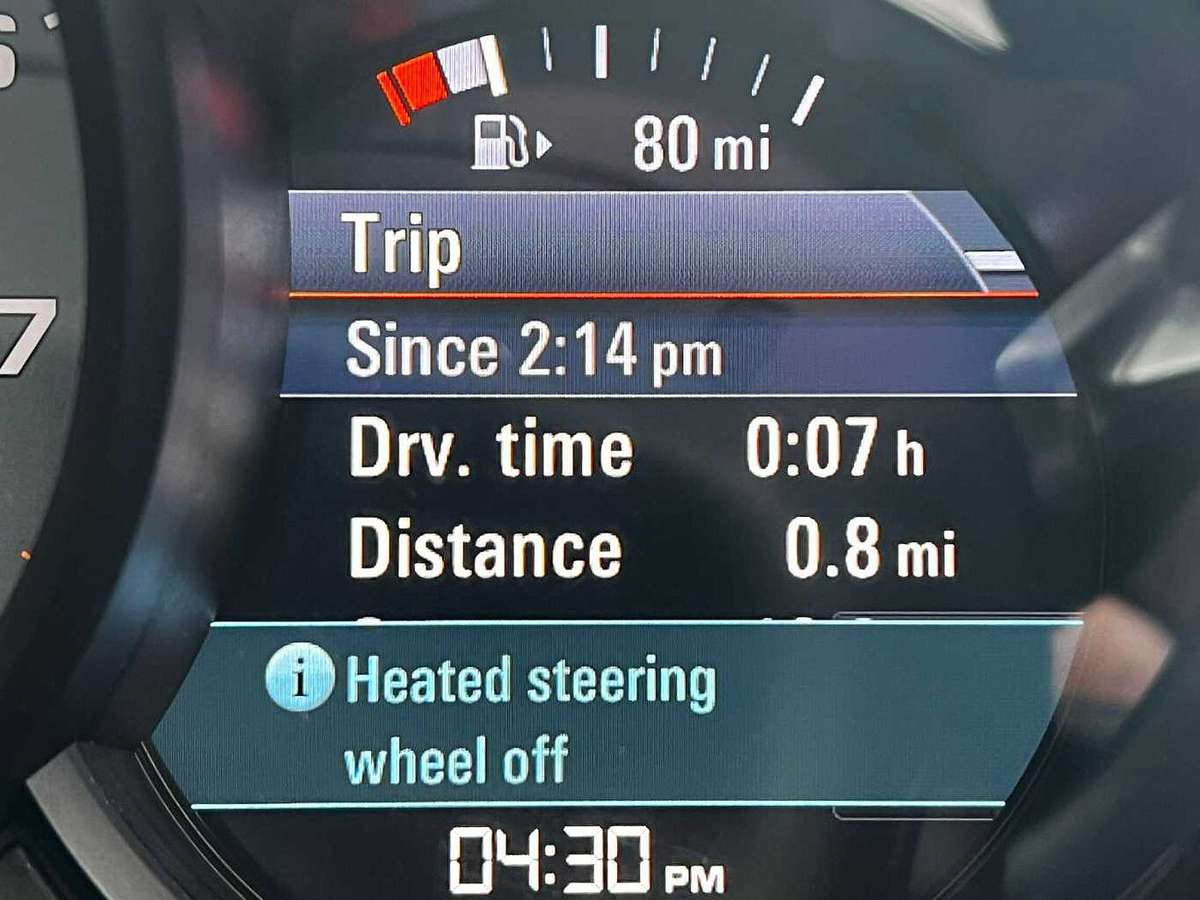 80 mi
Trip
Since 2:14 pm
Drv. time 0:07 h
Distance 0.8 mi
i Heated steering
wheel off
04:30 PM
7